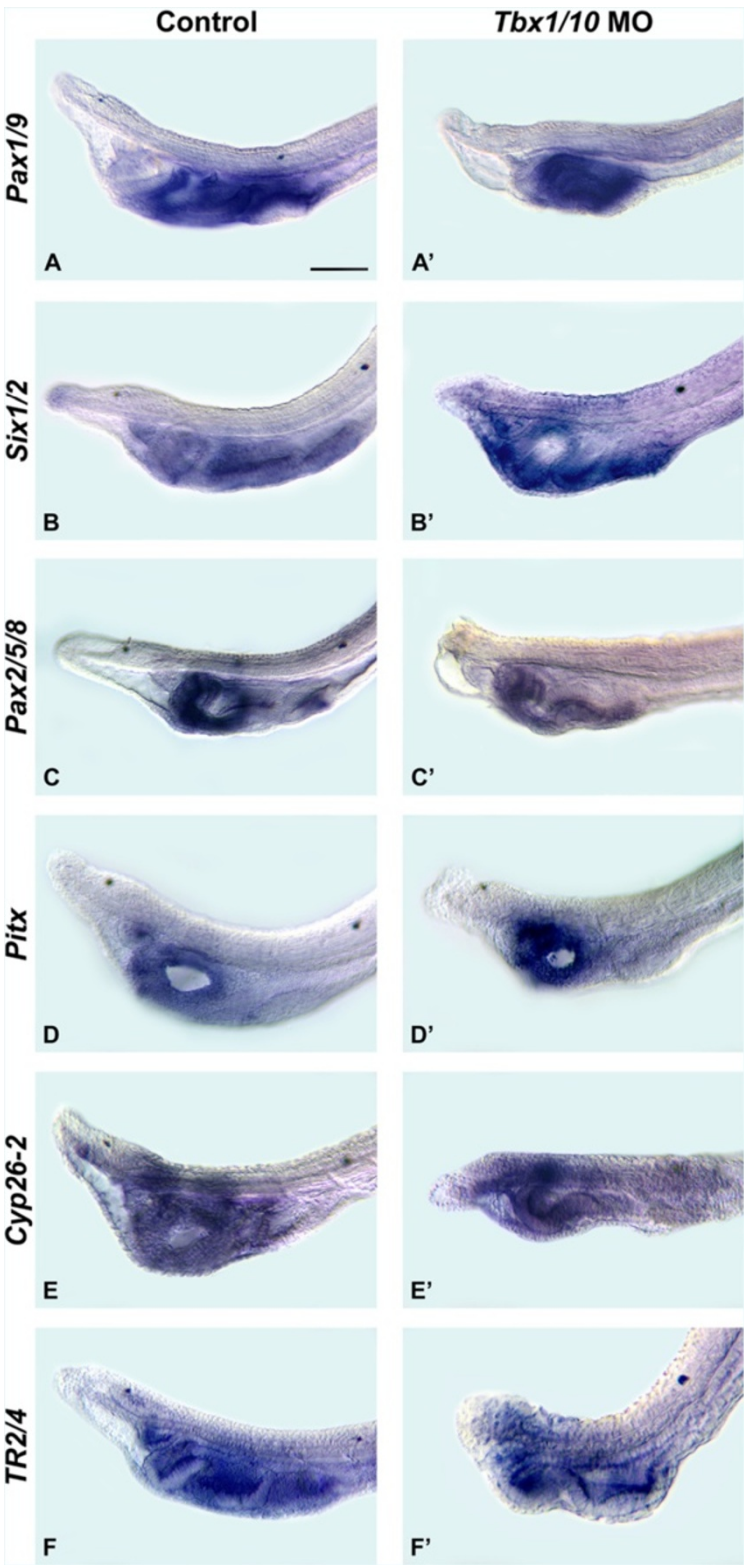 Control Tbx1/10 MO
Pax1/9
A A’
Six1/2
B B’
Pax2/5/8
C C’
Pitx
D D’
Cyp26-2
E E’
TR2/4
F F’